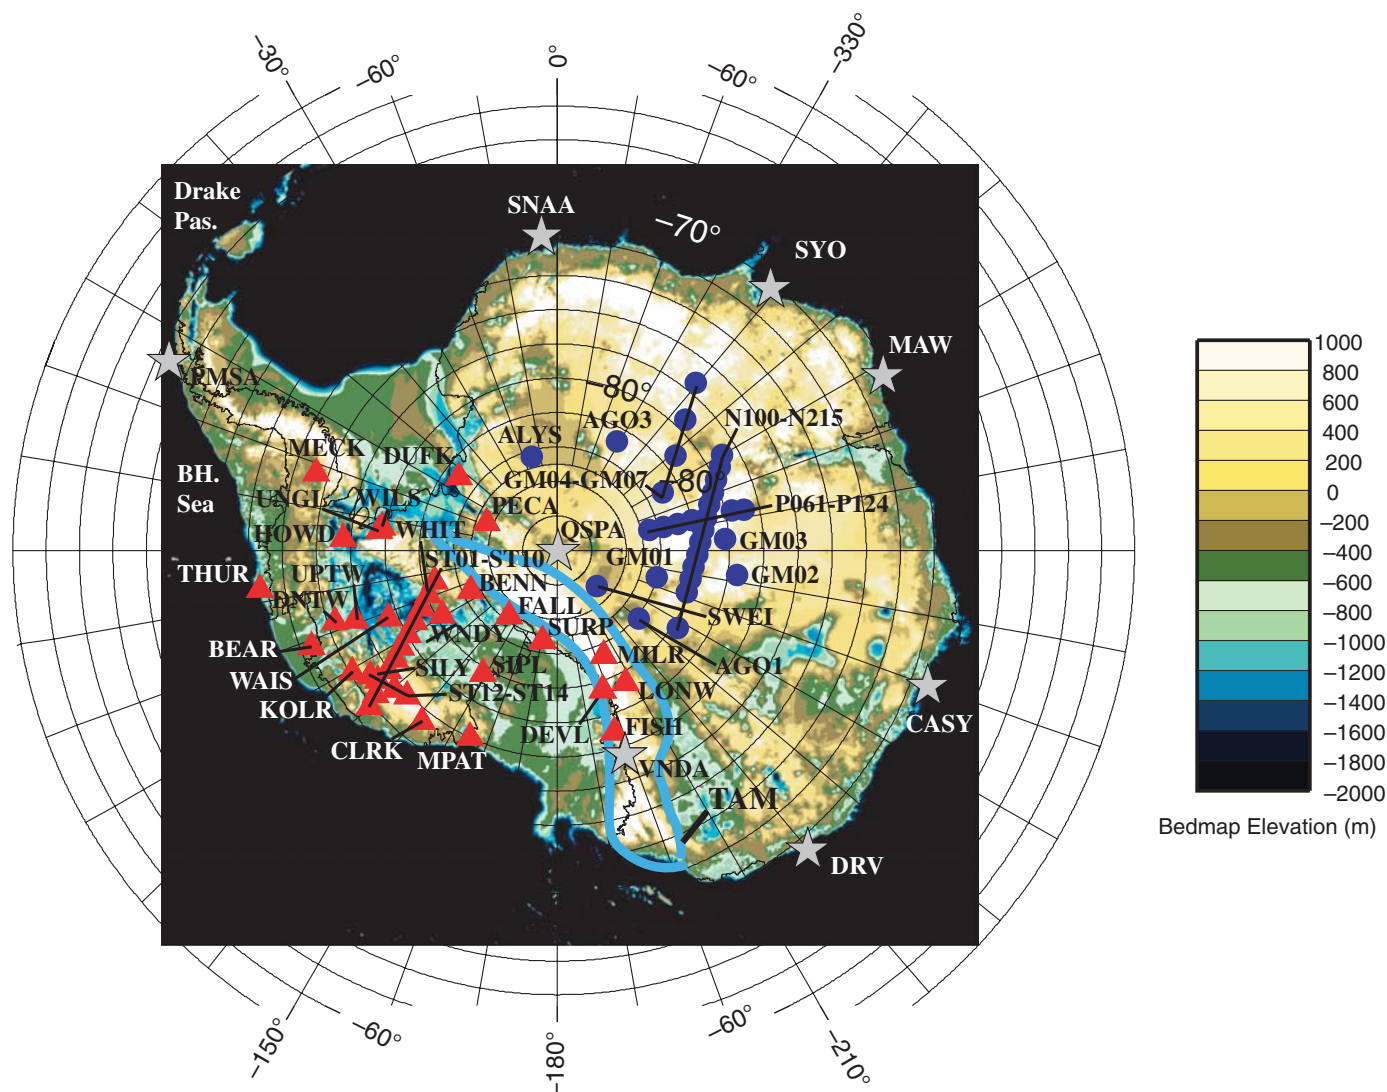 −30°
−60°
0°
−60°
−330°
Drake
Pas.
SNAA
−70°
SYO
MAW
PMSA
−80°
AGO3
N100-N215
ALYS
MECK
DUFK
BH.
Sea
GM04-GM07
−80°
UNGL
WILS
PECA
P061-P124
HOWD
WHIT
QSPA
GM01
GM03
ST01-ST10
THUR
UPTW
BENN
GM02
DNTW
FALL
SWEI
BEAR
WNDY
SURP
WAIS
SILY
SIPL
MILR
AGO1
KOLR
ST12-ST14
LONW
CASY
CLRK
DEVL
FISH
MPAT
VNDA
TAM
DRV
−150°
−60°
−180°
−60°
−210°
1000
800
600
400
200
0
−200
−400
−600
−800
−1000
−1200
−1400
−1600
−1800
−2000
Bedmap Elevation (m)